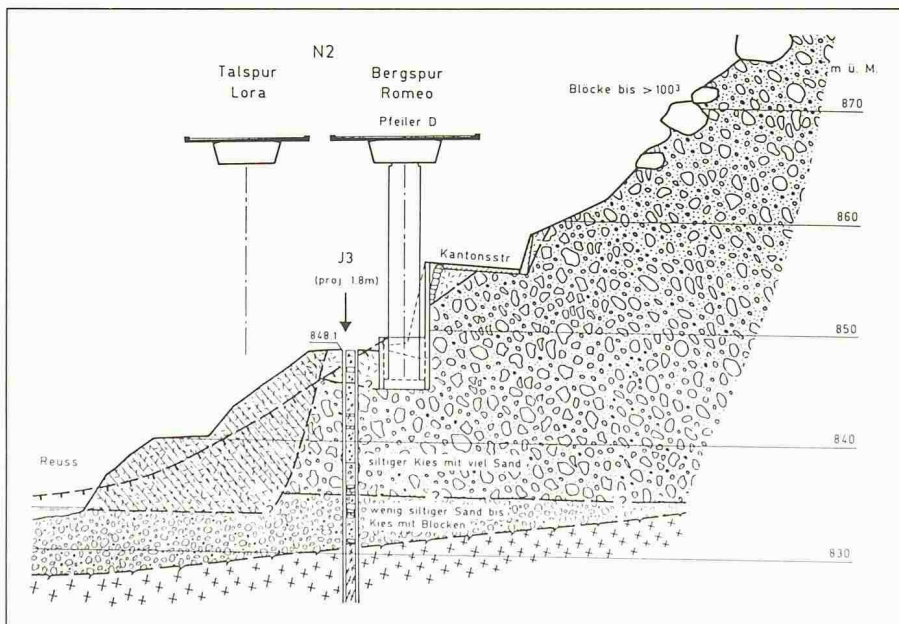 N2
Talspur
Lora
Bergspur
Romeo
Pfeiler D
Blöcke bis > 100³
m ü. M.
870
860
Kantonsstr
J3
(proj. 1.8m)
850
848.1
840
Reuss
siltiger Kies mit viel Sand
wenig siltiger Sand bis
Kies mit Blöcken
830